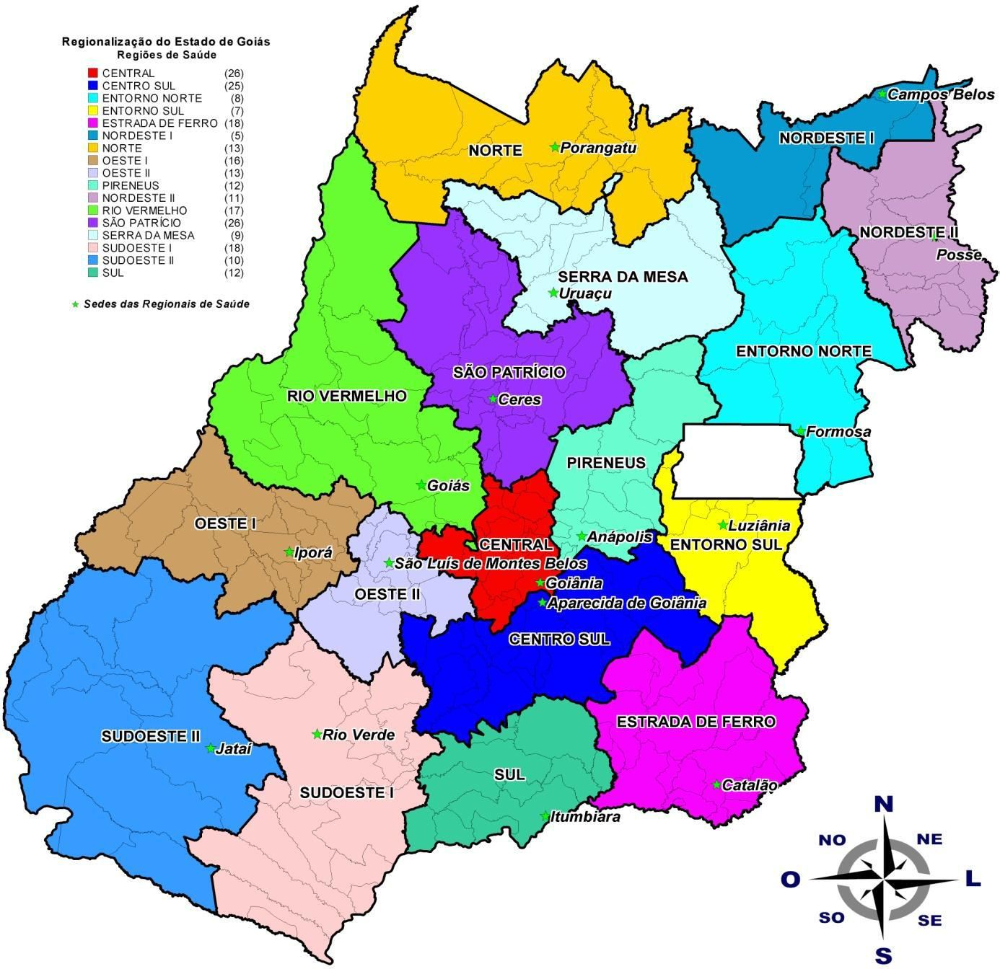 Regionalização do Estado de Goiás
Regiões de Saúde
CENTRAL (26)
CENTRO SUL (25)
ENTORNO NORTE (8)
ENTORNO SUL (7)
ESTRADA DE FERRO (18)
NORDESTE I (5)
NORTE (13)
OESTE I (16)
OESTE II (13)
PIRENEUS (12)
NORDESTE II (11)
RIO VERMELHO (17)
SÃO PATRÍCIO (26)
SERRA DA MESA (9)
SUDOESTE I (18)
SUDOESTE II (10)
SUL (12)
Sedes das Regionais de Saúde
Campos Belos
NORDESTE I
NORTE
Porangatu
NORDESTE II
Posse
SERRA DA MESA
Uruaçu
ENTORNO NORTE
SÃO PATRÍCIO
Ceres
RIO VERMELHO
Formosa
PIRENEUS
Goiás
OESTE I
Luziânia
Anápolis
CENTRAL
ENTORNO SUL
Iporá
São Luís de Montes Belos
Goiânia
OESTE II
Aparecida de Goiânia
CENTRO SUL
ESTRADA DE FERRO
SUDOESTE II
Rio Verde
Jataí
SUL
Catalão
SUDOESTE I
Itumbiara
N
NO
NE
O
L
SO
SE
S